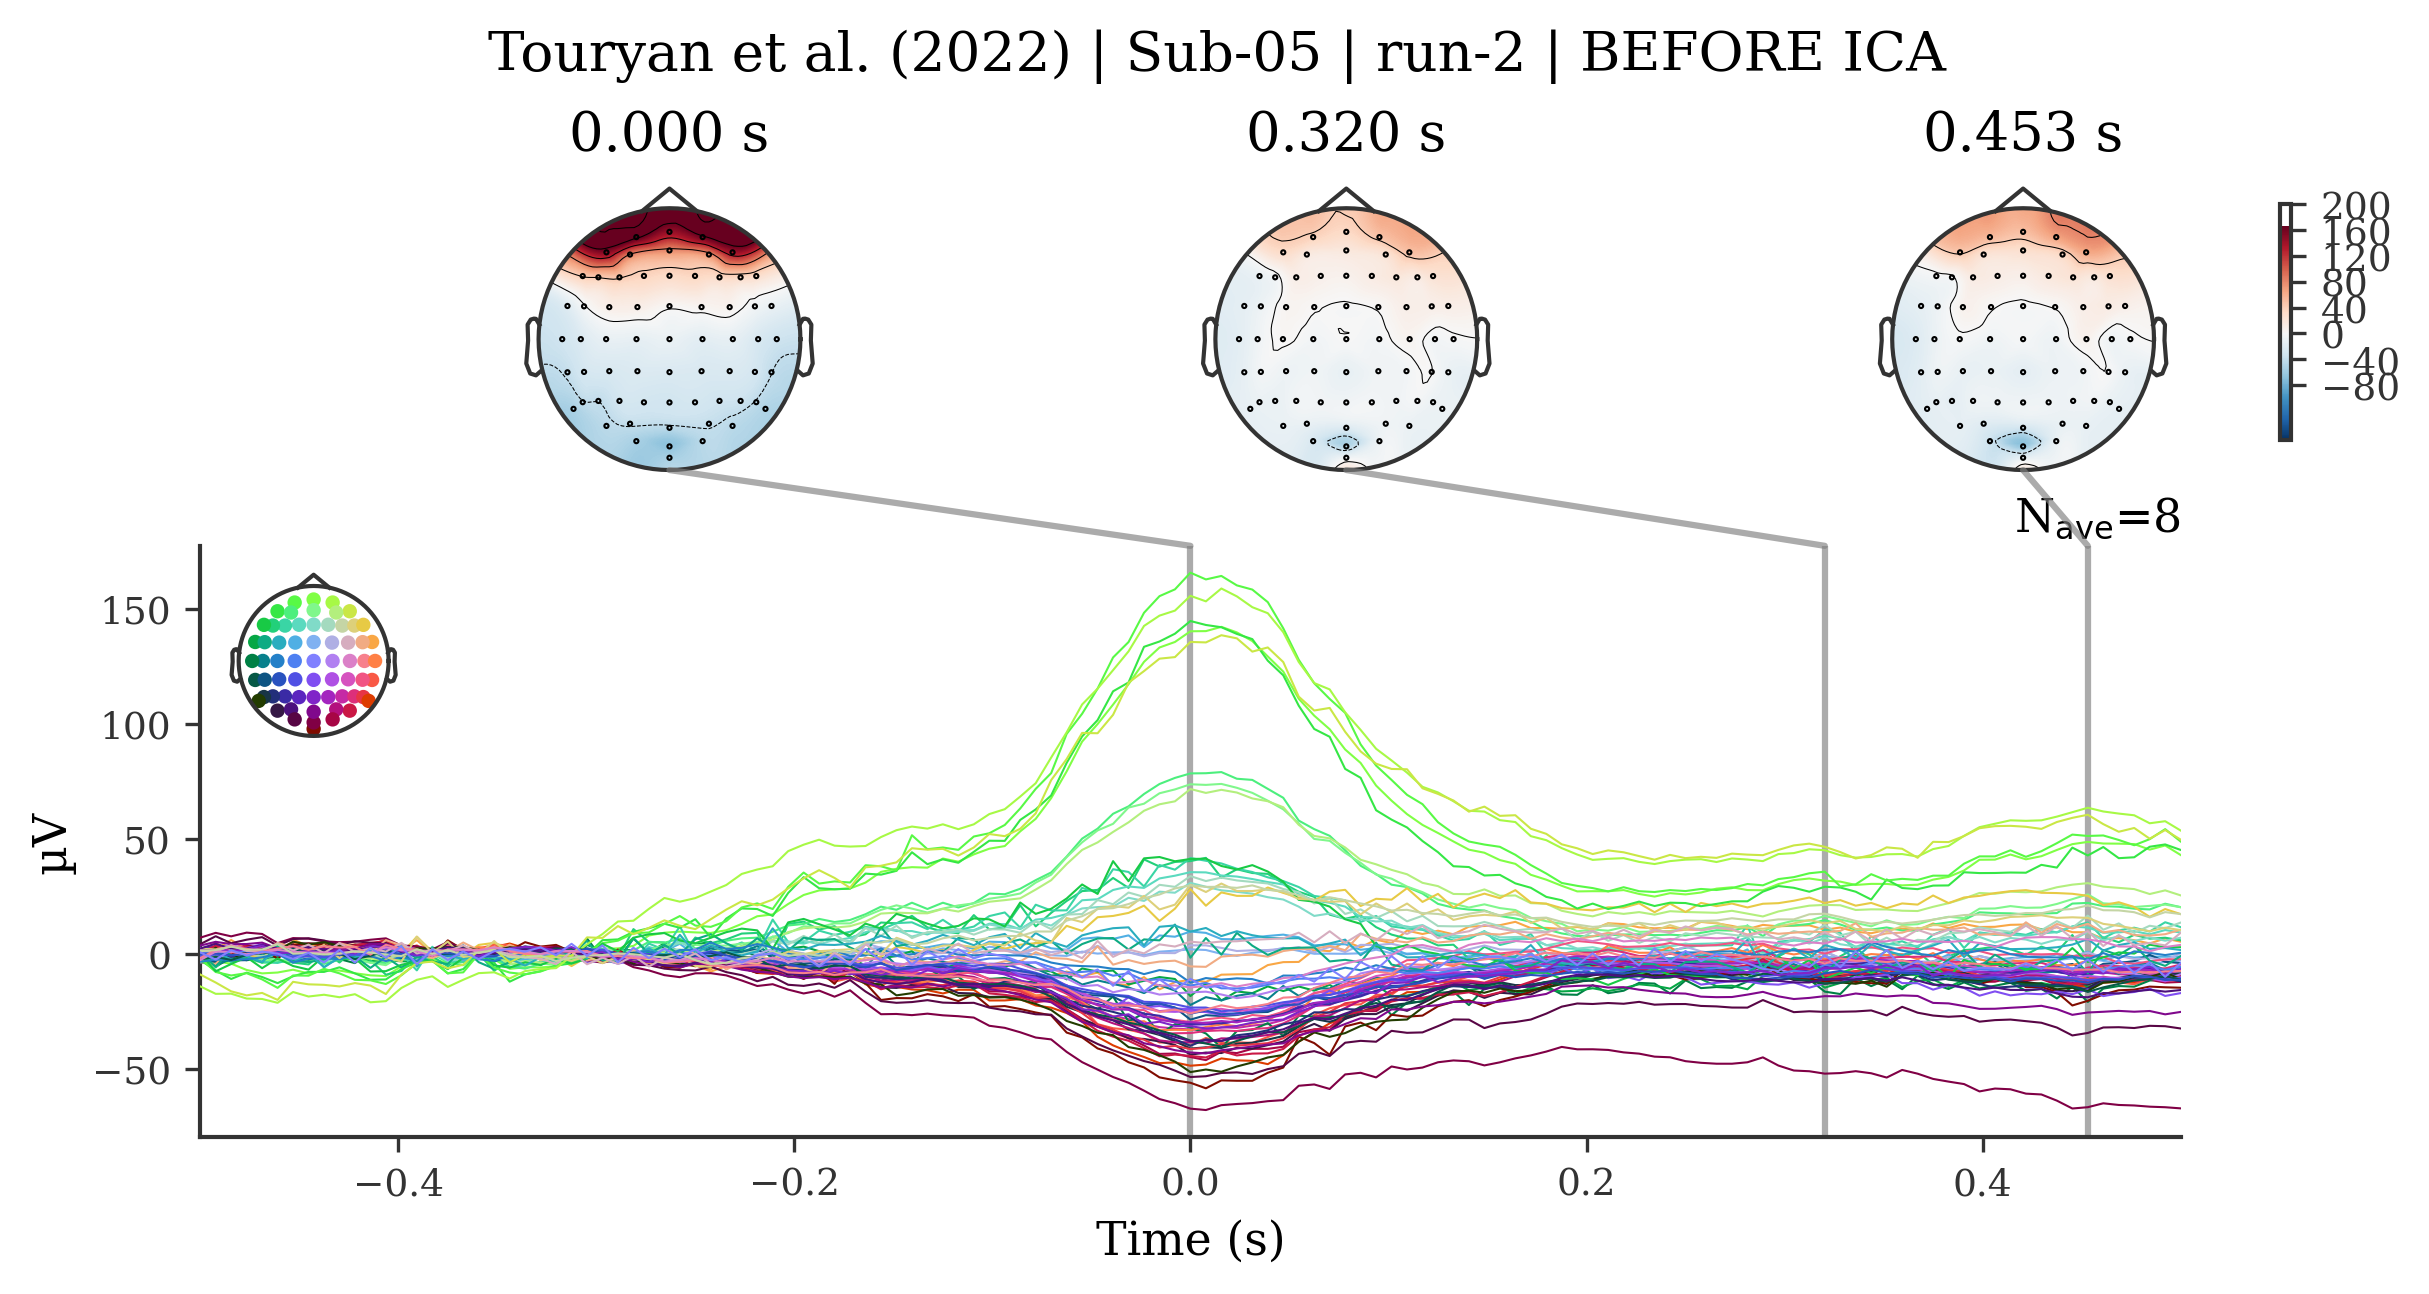 Touryan et al. (2022) | Sub-05 | run-2 | BEFORE ICA
0.000 s
0.320 s
0.453 s
200
160
120
80
40
0
−40
−80
Nave=8
150
100
50
0
−50
µV
−0.4
−0.2
0.0
0.2
0.4
Time (s)